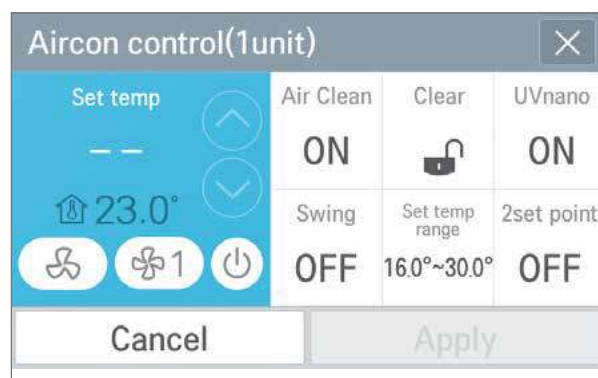 Aircon control(1unit)
Set temp
Air Clean
Clear
UVnano
– –
ON
ON
23.0°
Swing
Set temp
range
2set point
1
OFF
16.0°~30.0°
OFF
Cancel
Apply